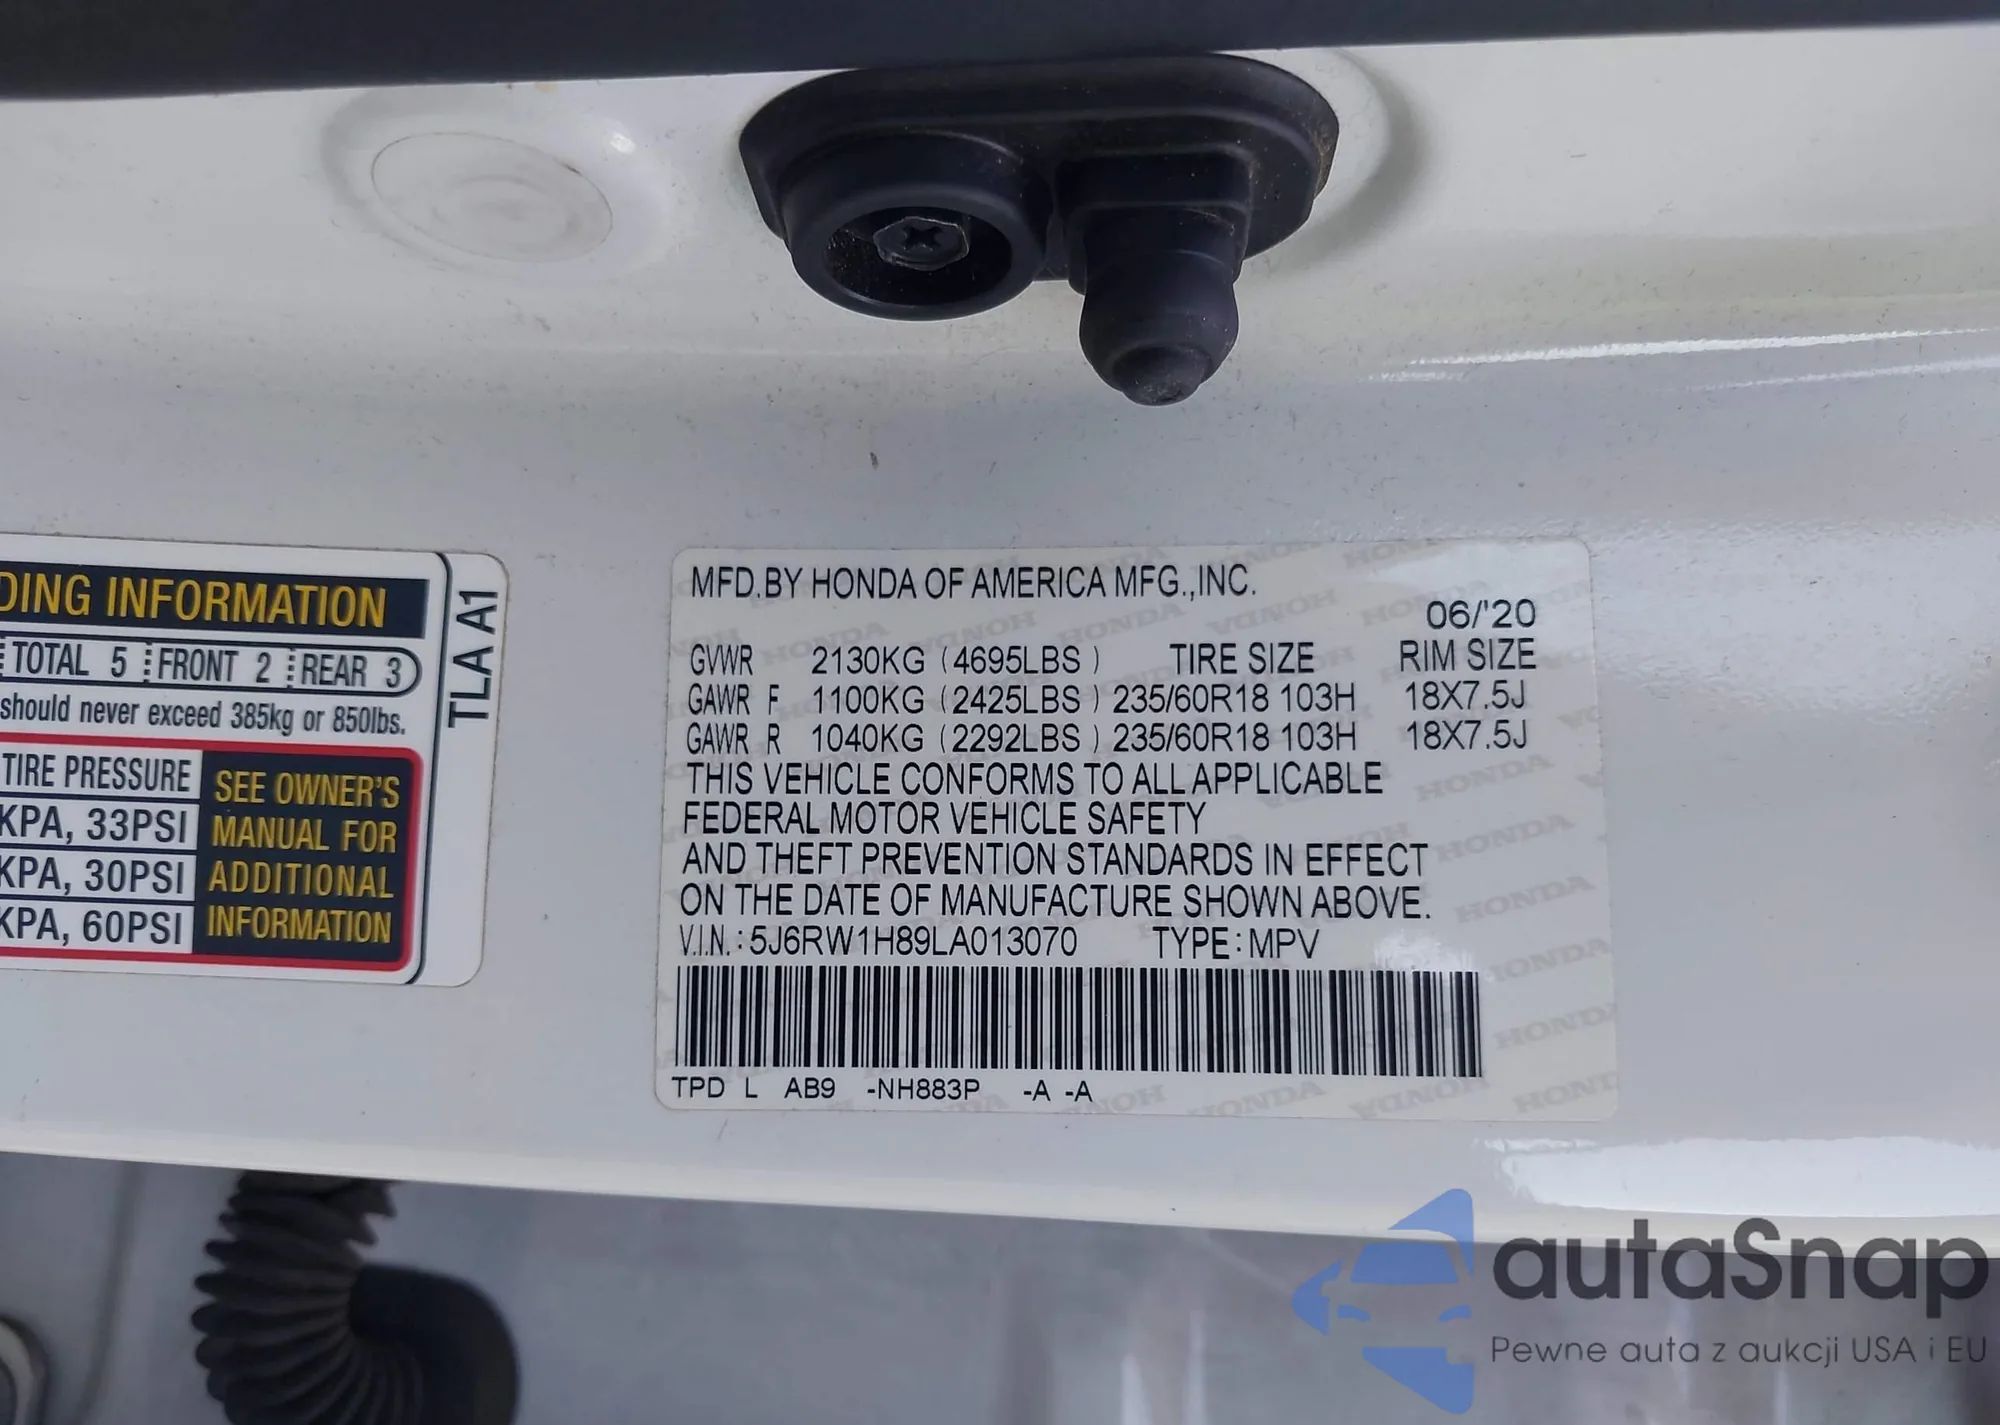 DING INFORMATION
TOTAL 5 FRONT 2 REAR 3
should never exceed 385kg or 850lbs.
TIRE PRESSURE
KPA, 33PSI
KPA, 30PSI
KPA, 60PSI
SEE OWNER'S
MANUAL FOR
ADDITIONAL
INFORMATION
TLA A1
MFD.BY HONDA OF AMERICA MFG.,INC.
06/'20
GVWR 2130KG (4695LBS) TIRE SIZE RIM SIZE
GAWR F 1100KG (2425LBS) 235/60R18 103H 18X7.5J
GAWR R 1040KG (2292LBS) 235/60R18 103H 18X7.5J
THIS VEHICLE CONFORMS TO ALL APPLICABLE
FEDERAL MOTOR VEHICLE SAFETY
AND THEFT PREVENTION STANDARDS IN EFFECT
ON THE DATE OF MANUFACTURE SHOWN ABOVE.
V.I.N.: 5J6RW1H89LA013070 TYPE: MPV
TPD L AB9 -NH883P -A -A
autaSnap
Pewne auta z aukcji USA i EU